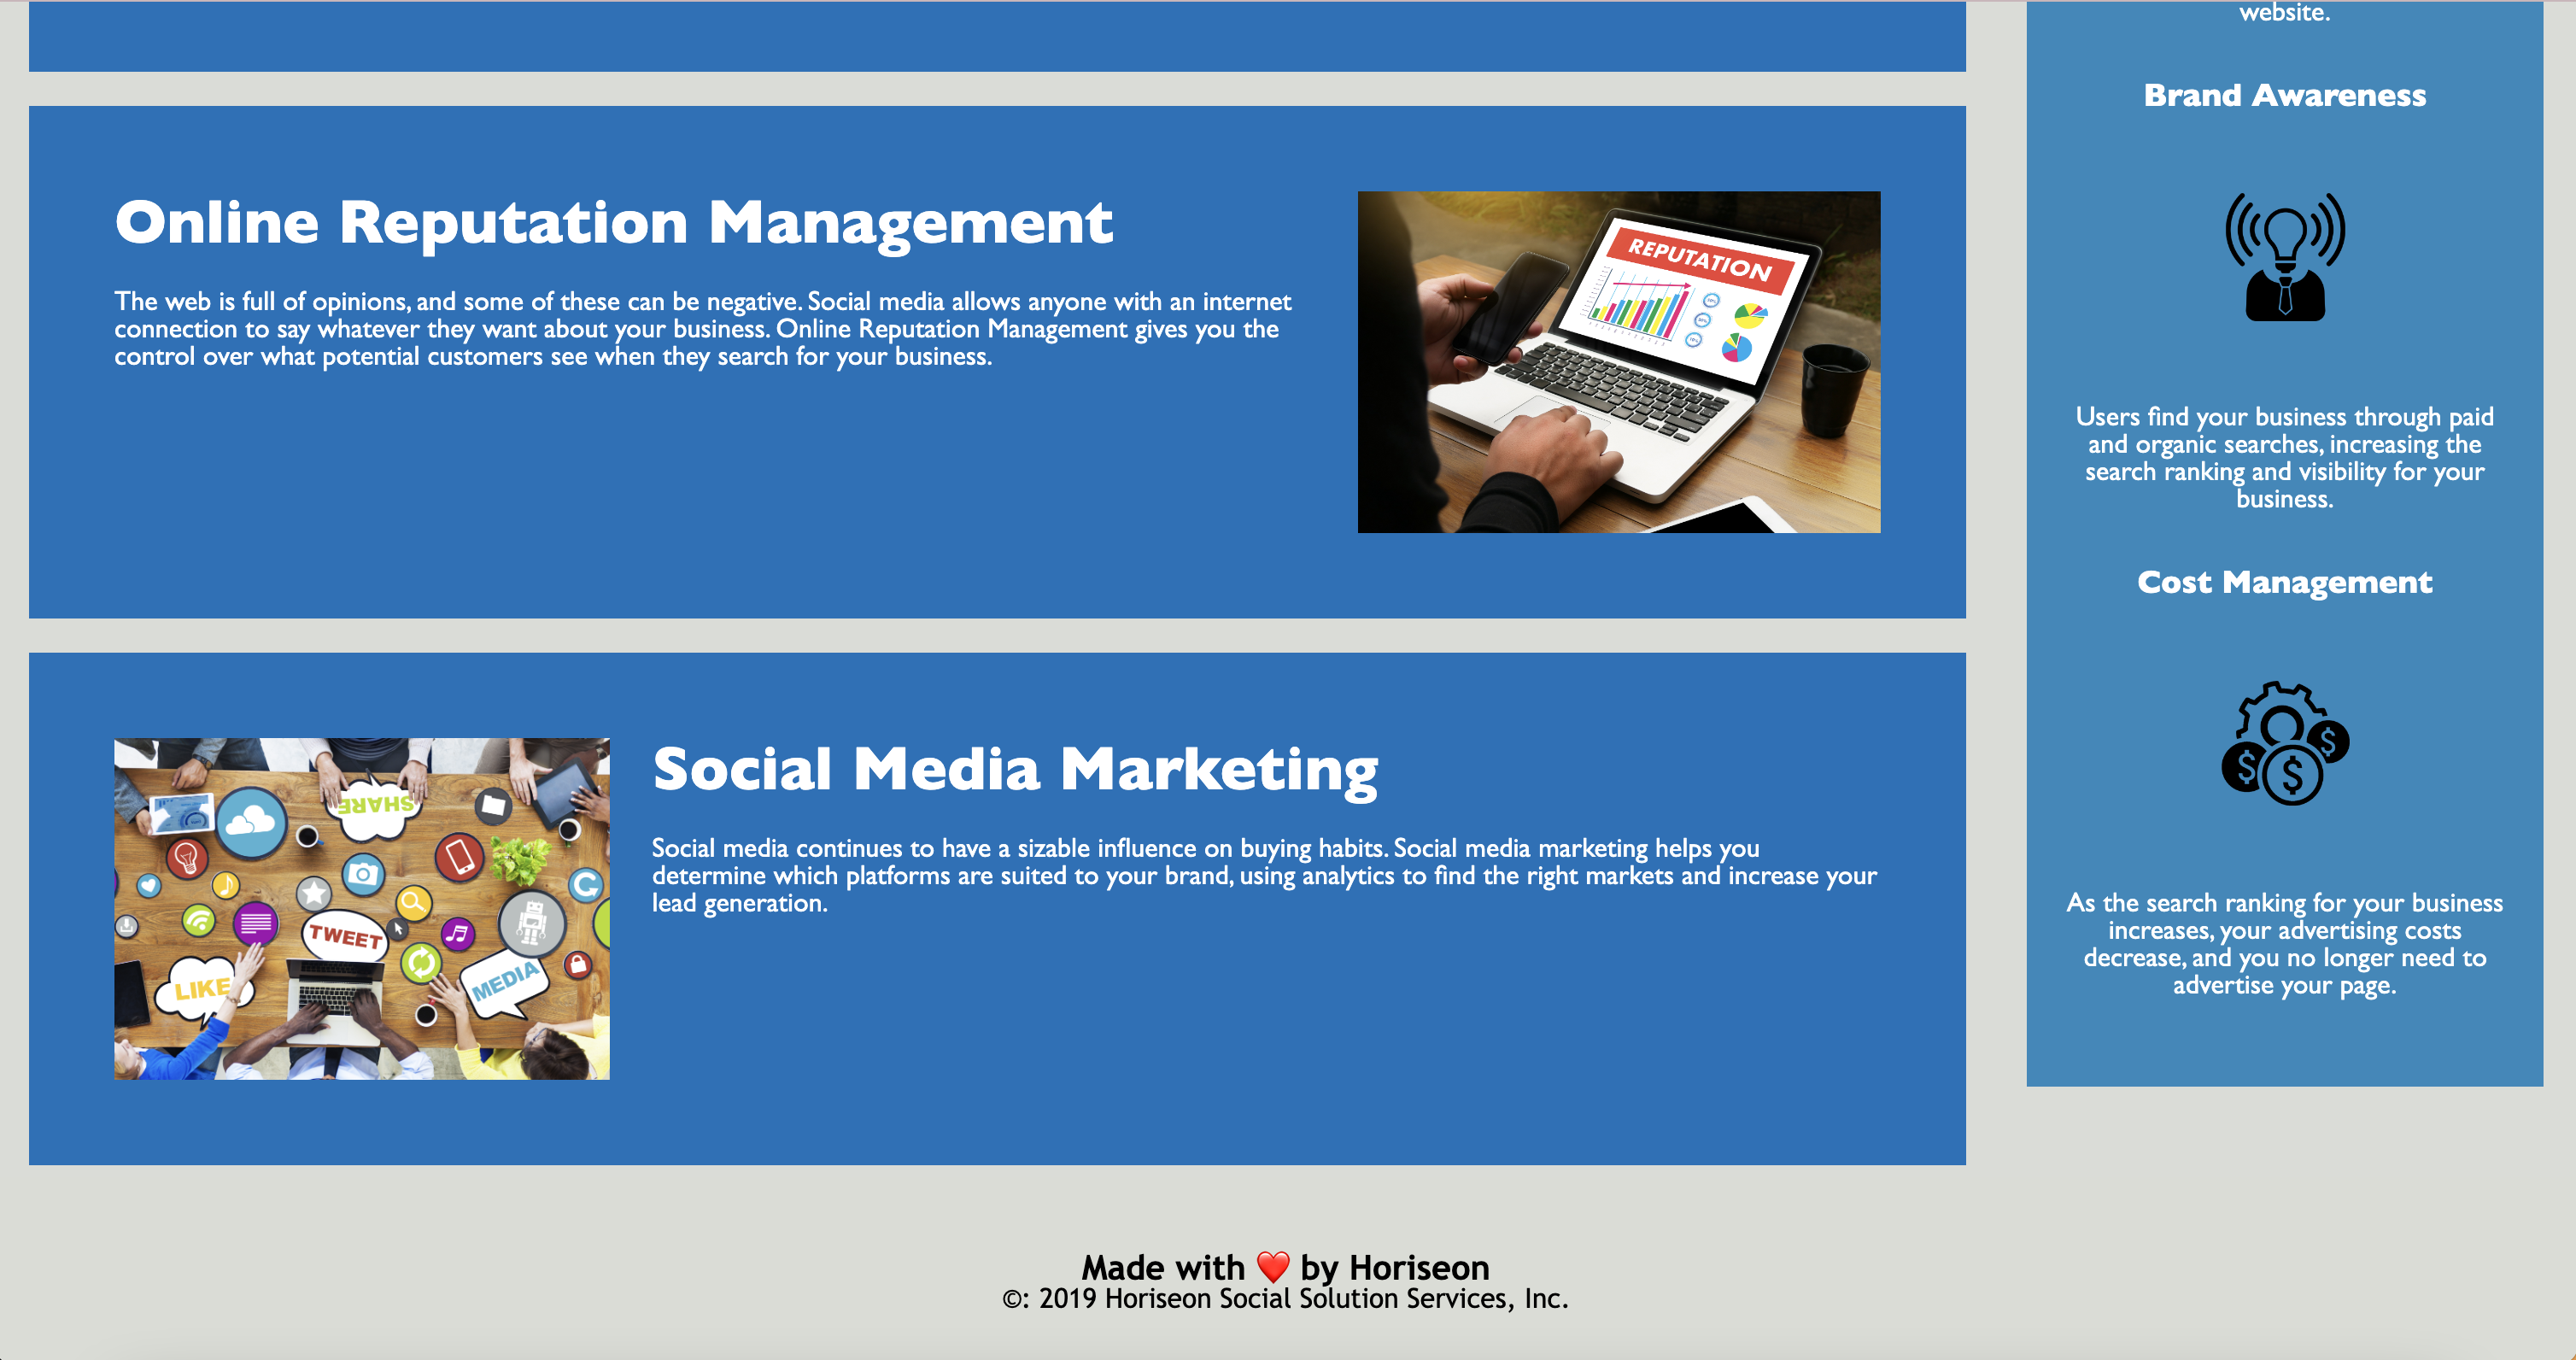 website.
Brand Awareness
Users find your business through paid
and organic searches, increasing the
search ranking and visibility for your
business.
Cost Management
$
$
$
As the search ranking for your business
increases, your advertising costs
decrease, and you no longer need to
advertise your page.
Online Reputation Management
The web is full of opinions, and some of these can be negative. Social media allows anyone with an internet
connection to say whatever they want about your business. Online Reputation Management gives you the
control over what potential customers see when they search for your business.
REPUTATION
Social Media Marketing
Social media continues to have a sizable influence on buying habits. Social media marketing helps you
determine which platforms are suited to your brand, using analytics to find the right markets and increase your
lead generation.
SHARE
TWEET
LIKE
MEDIA
Made with ❤️ by Horiseon
©: 2019 Horiseon Social Solution Services, Inc.